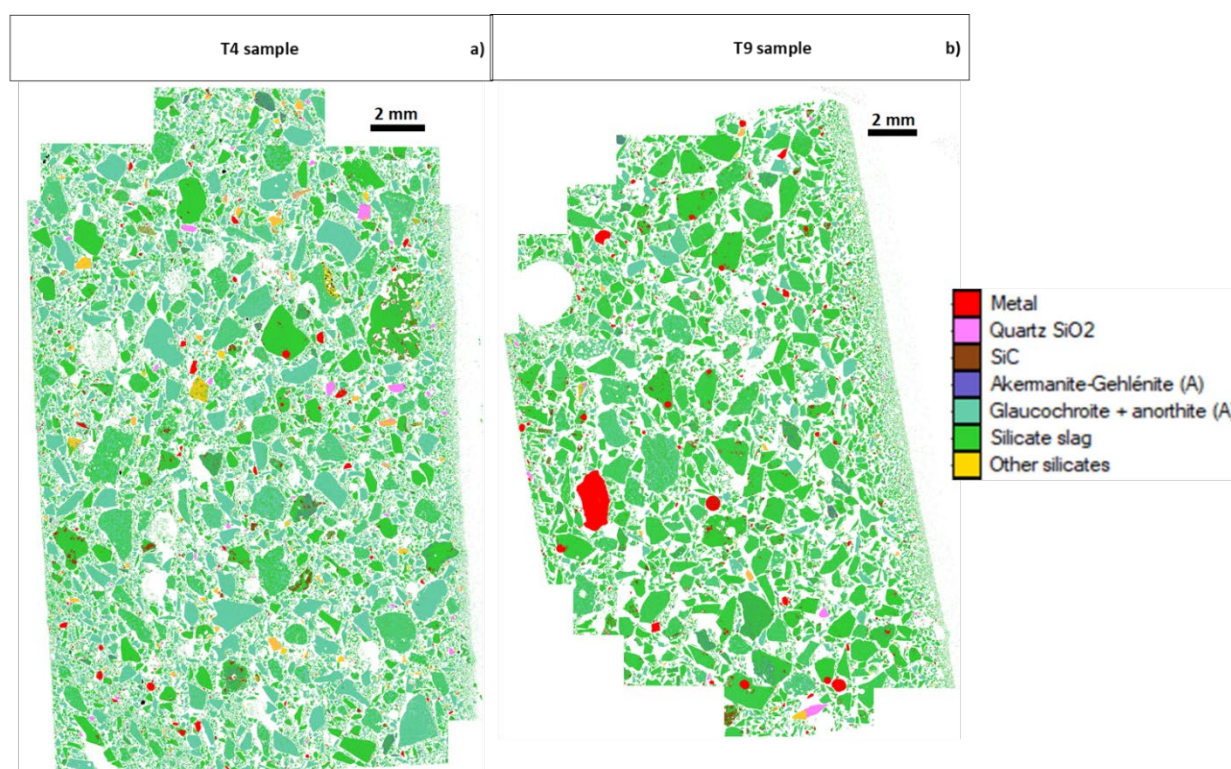 T4 sample a)
T9 sample b)
2 mm
2 mm
Metal
Quartz SiO2
SiC
Akermanite-Gehlénite (A)
Glaucochroite + anorthite (A)
Silicate slag
Other silicates